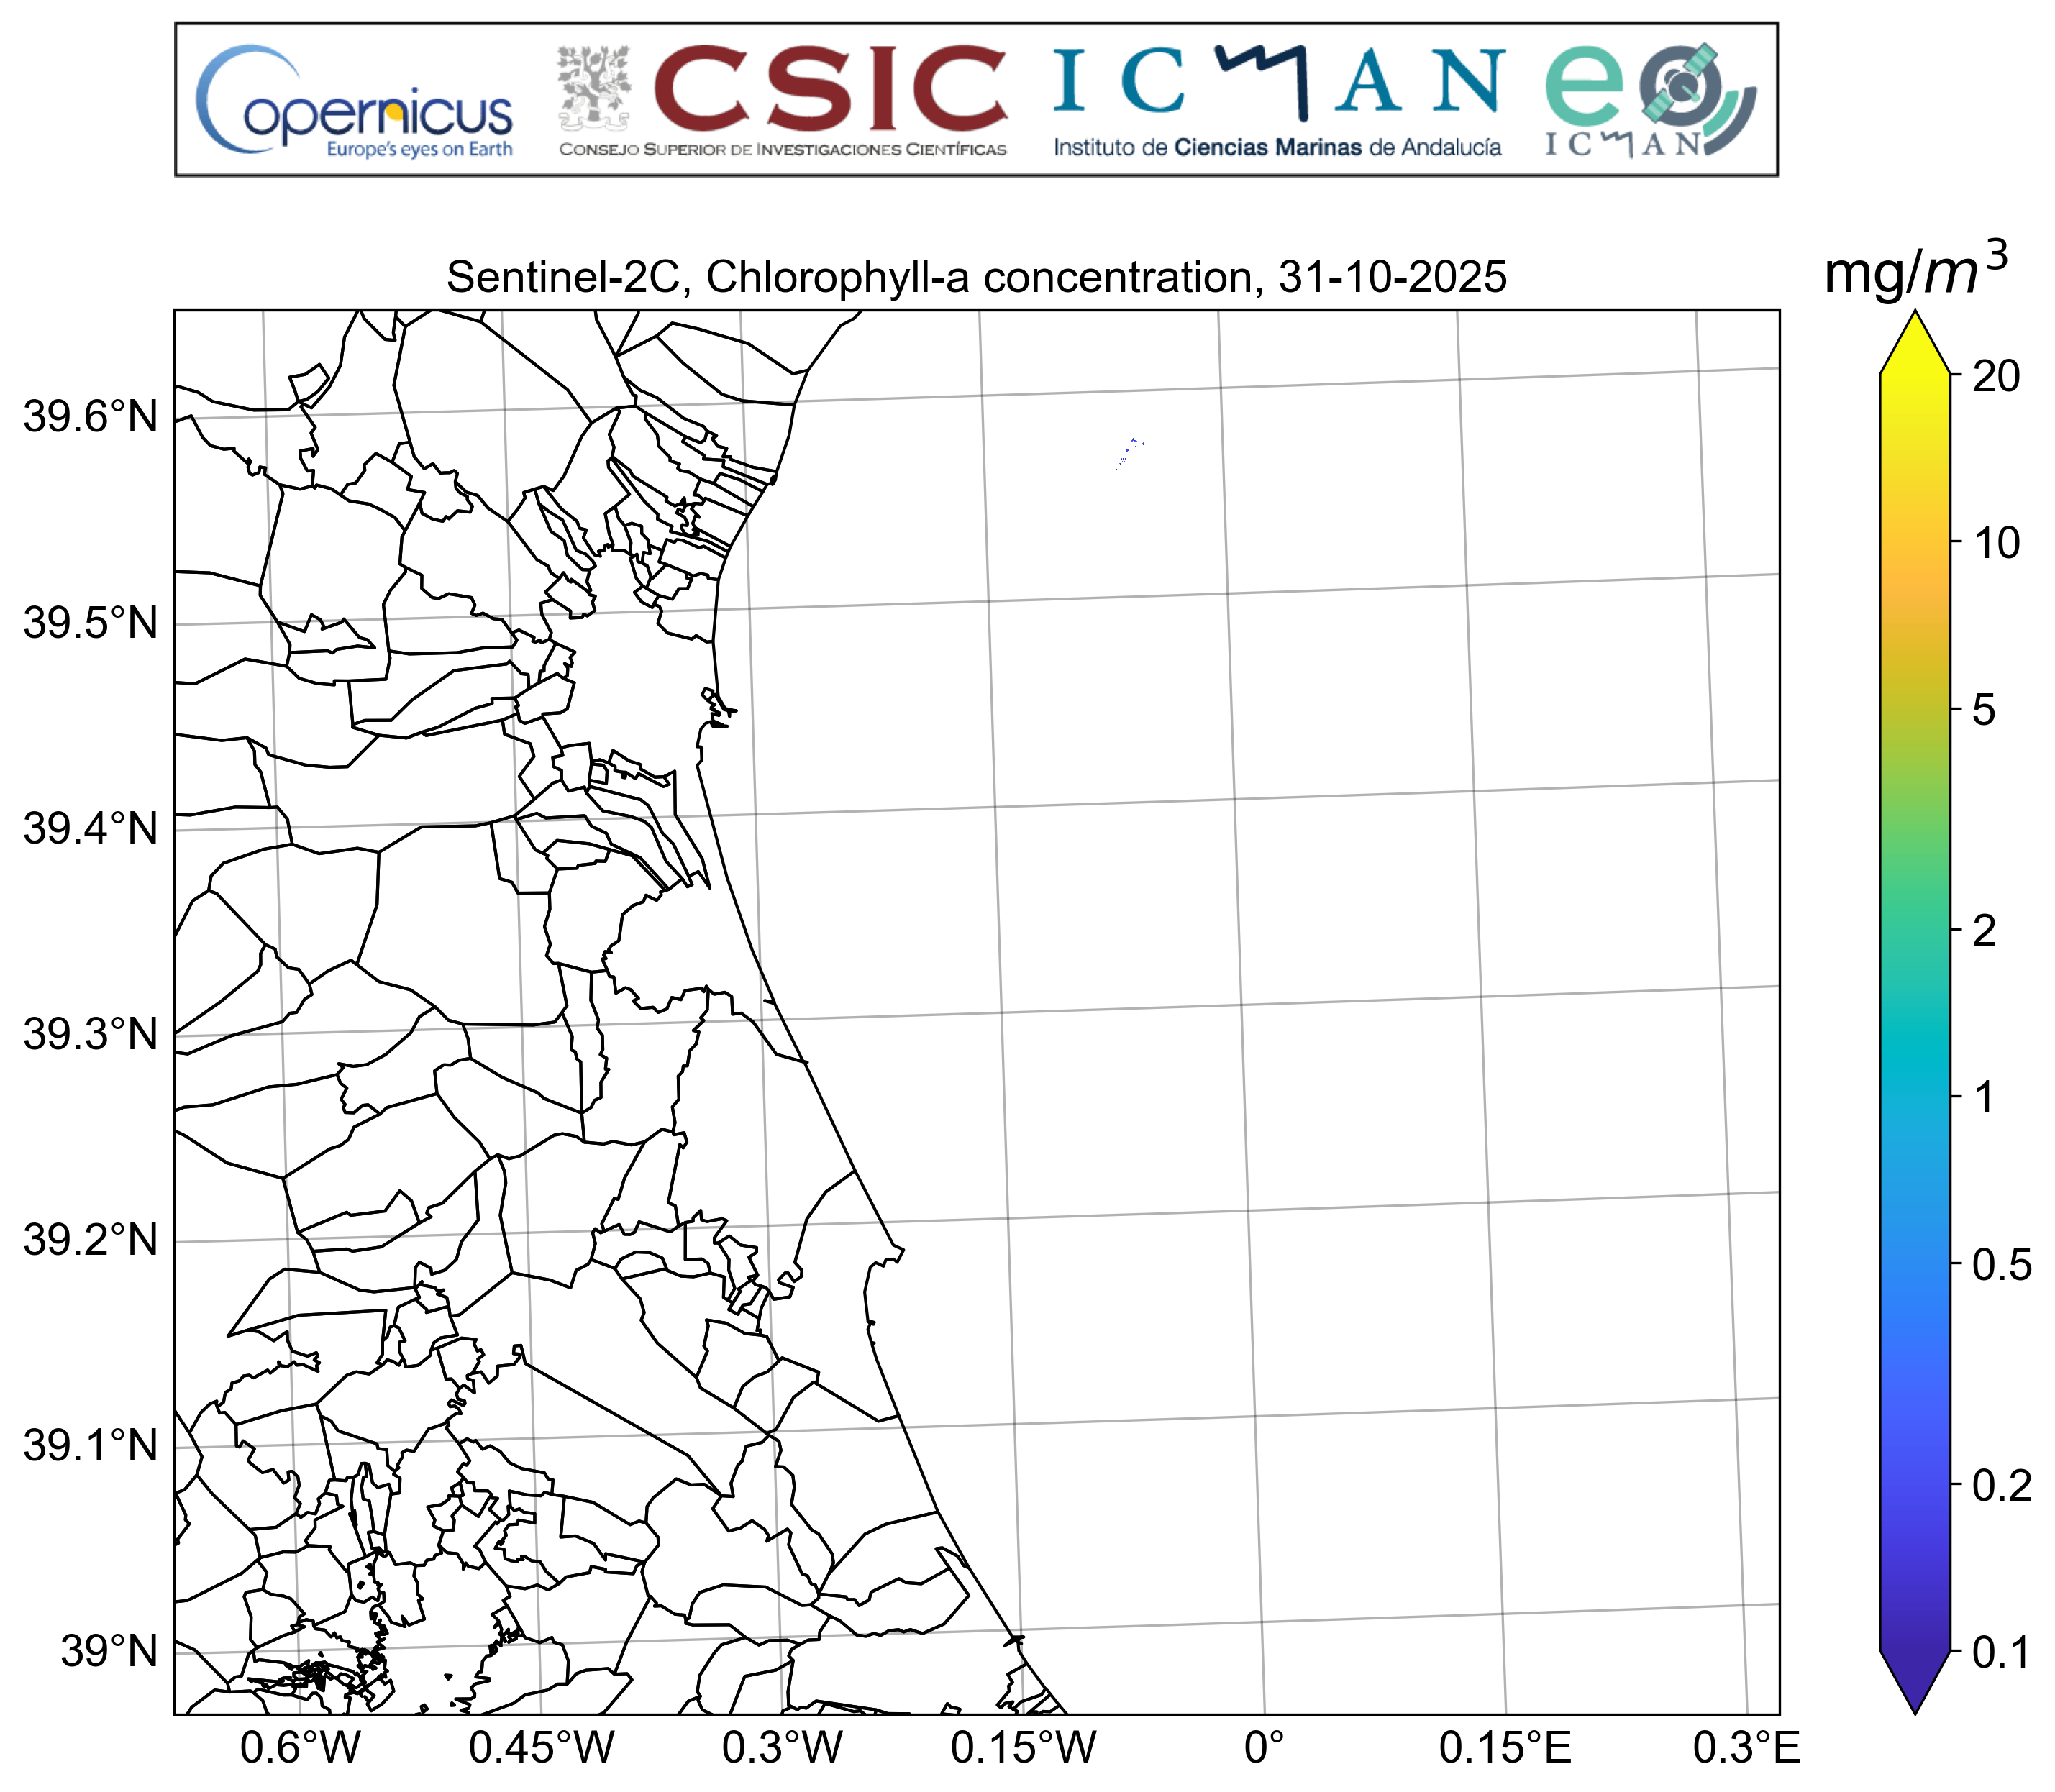 opernicus
Europe's eyes on Earth
CSIC
CONSEJO SUPERIOR DE INVESTIGACIONES CIENTÍFICAS
ICMAN
Instituto de Ciencias Marinas de Andalucía
eo
ICMAN
Sentinel-2C, Chlorophyll-a concentration, 31-10-2025
mg/m³
39.6°N
39.5°N
39.4°N
39.3°N
39.2°N
39.1°N
39°N
0.6°W 0.45°W 0.3°W 0.15°W 0° 0.15°E 0.3°E
20
10
5
2
1
0.5
0.2
0.1